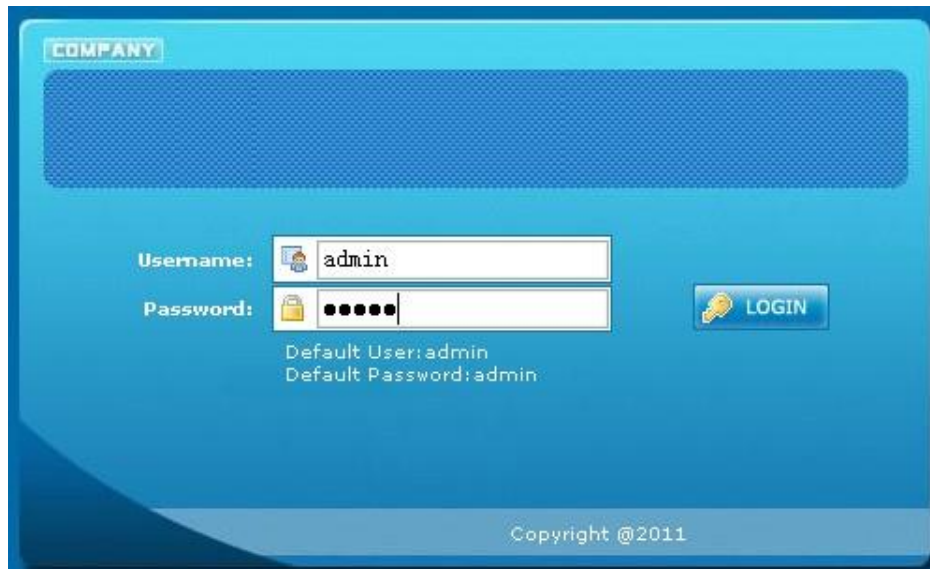 COMPANY
Username: admin
Password: ●●●●●
LOGIN
Default User:admin
Default Password:admin
Copyright @2011